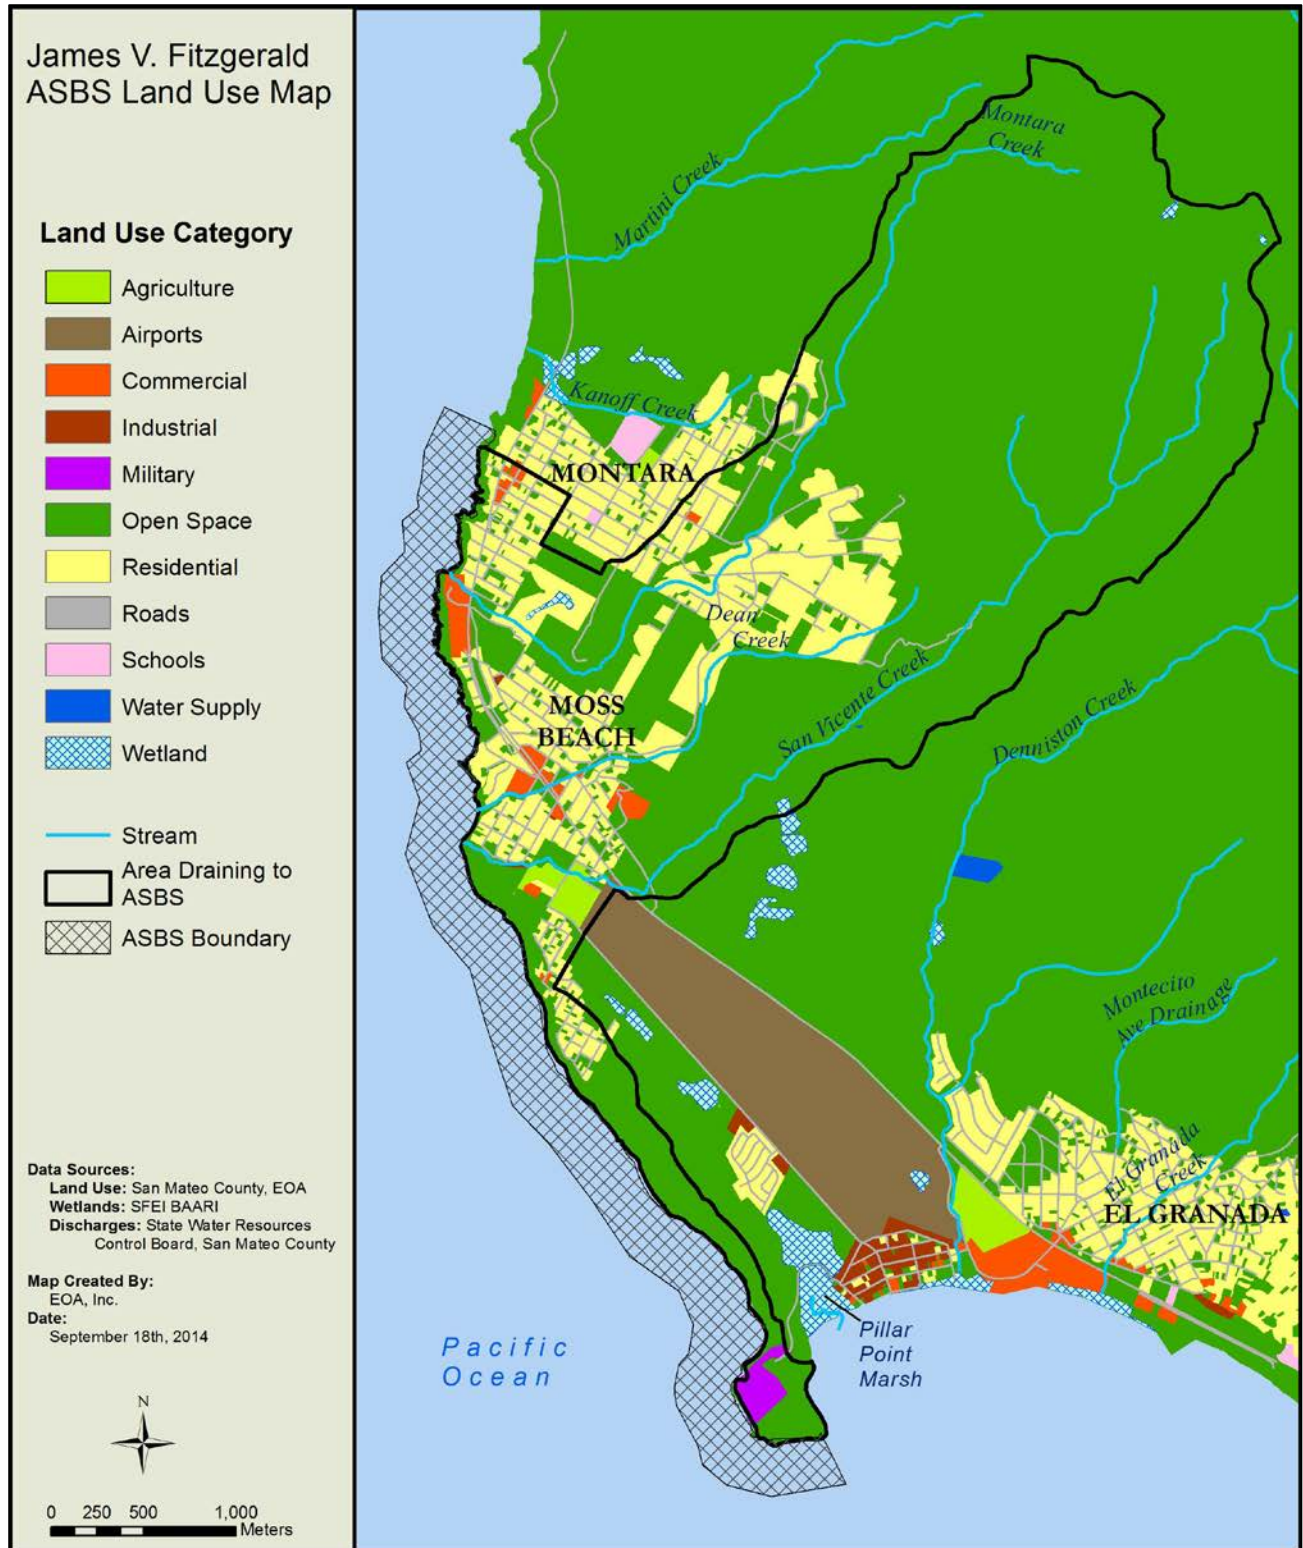 James V. Fitzgerald
ASBS Land Use Map
Land Use Category
Agriculture
Airports
Commercial
Industrial
Military
Open Space
Residential
Roads
Schools
Water Supply
Wetland
Stream
Area Draining to
ASBS
ASBS Boundary
Data Sources:
Land Use: San Mateo County, EOA
Wetlands: SFEI BAARI
Discharges: State Water Resources
Control Board, San Mateo County
Map Created By:
EOA, Inc.
Date:
September 18th, 2014
N
0 250 500 1,000
Meters
Montara
Creek
Martini Creek
Kanoff Creek
MONTARA
Dean
Creek
San Vicente Creek
MOSS
BEACH
Denniston Creek
Montecito
Ave Drainage
El Granada
Creek
EL GRANADA
Pillar
Point
Marsh
Pacific
Ocean